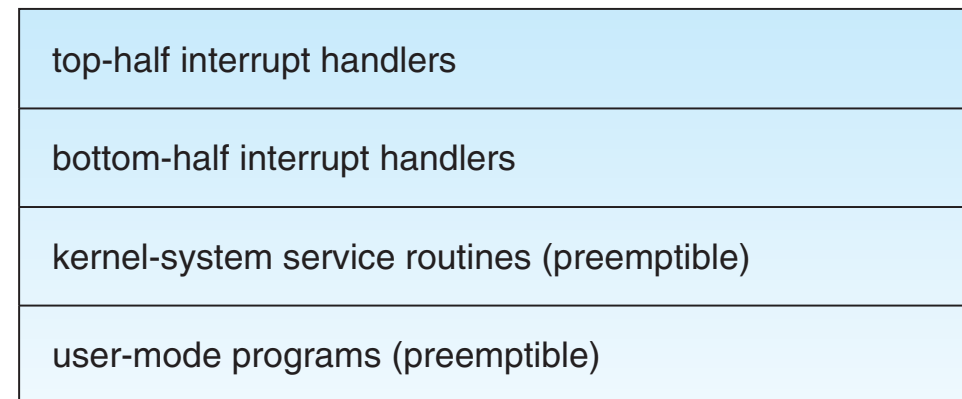 top-half interrupt handlers
bottom-half interrupt handlers
kernel-system service routines (preemptible)
user-mode programs (preemptible)